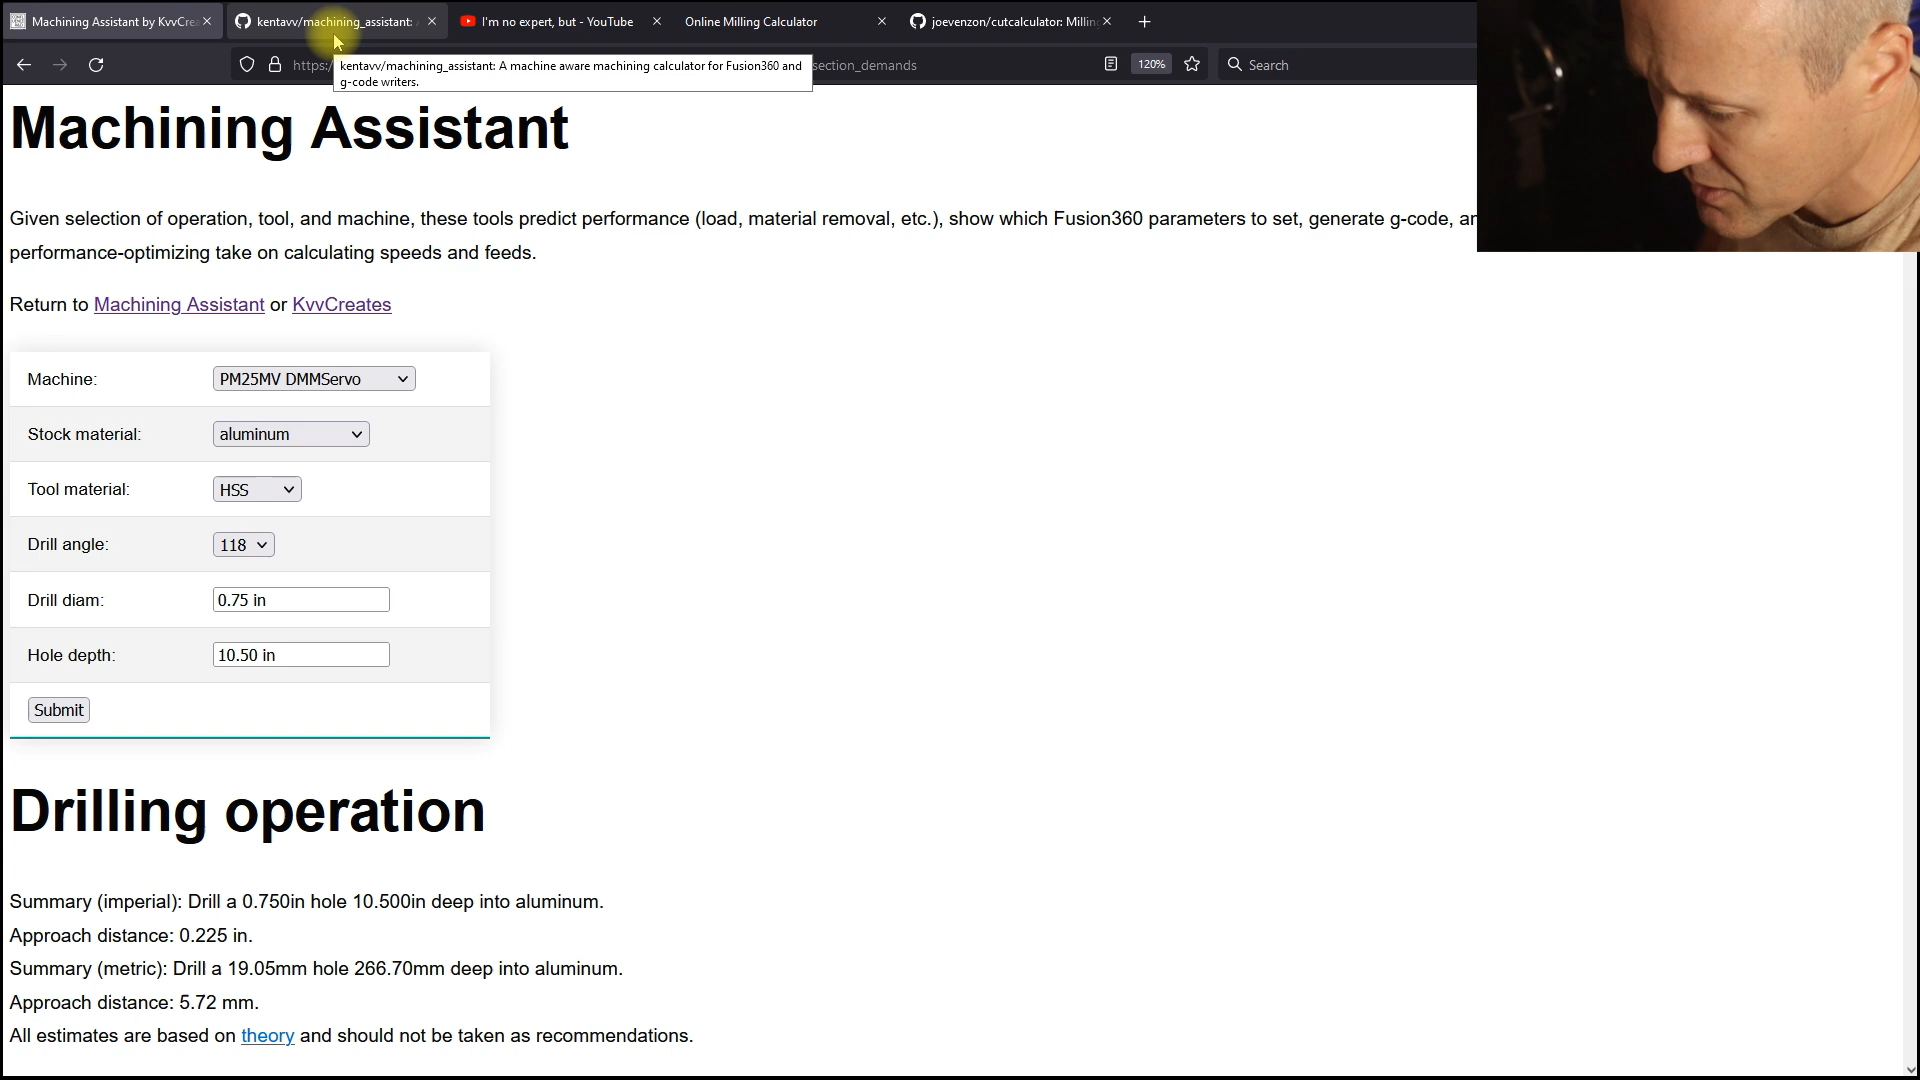 Machining Assistant by KvvCrea
kentavv/machining_assistant:
I'm no expert, but - YouTube
Online Milling Calculator
joevenzon/cutcalculator: Milling
https:/
section_demands
120%
Search
kentavv/machining_assistant: A machine aware machining calculator for Fusion360 and
g-code writers.
Machining Assistant
Given selection of operation, tool, and machine, these tools predict performance (load, material removal, etc.), show which Fusion360 parameters to set, generate g-code, an
performance-optimizing take on calculating speeds and feeds.
Return to Machining Assistant or KvvCreates
Machine: PM25MV DMMServo
Stock material: aluminum
Tool material: HSS
Drill angle: 118
Drill diam: 0.75 in
Hole depth: 10.50 in
Submit
Drilling operation
Summary (imperial): Drill a 0.750in hole 10.500in deep into aluminum.
Approach distance: 0.225 in.
Summary (metric): Drill a 19.05mm hole 266.70mm deep into aluminum.
Approach distance: 5.72 mm.
All estimates are based on theory and should not be taken as recommendations.